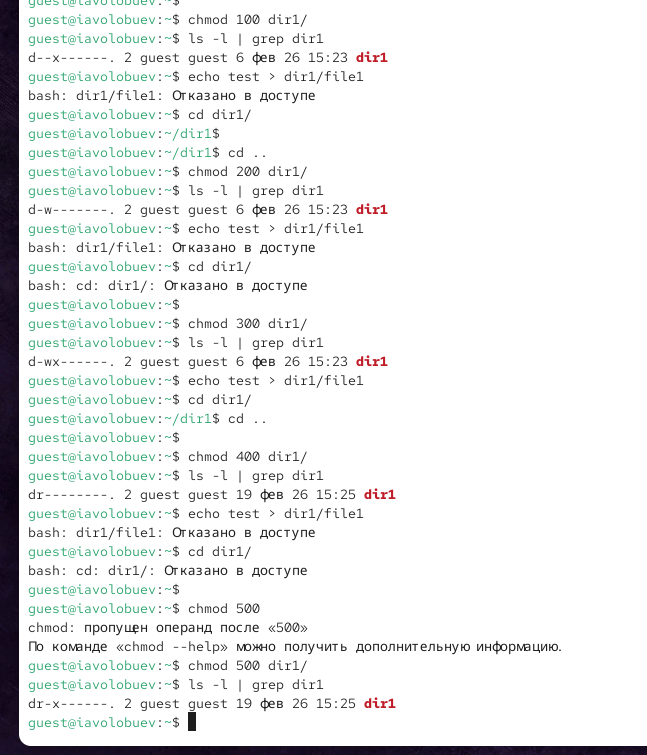 guest@iavolobuev:~$
guest@iavolobuev:~$ chmod 100 dir1/
guest@iavolobuev:~$ ls -l | grep dir1
d--x------. 2 guest guest 6 фев 26 15:23 dir1
guest@iavolobuev:~$ echo test > dir1/file1
bash: dir1/file1: Отказано в доступе
guest@iavolobuev:~$ cd dir1/
guest@iavolobuev:~/dir1$
guest@iavolobuev:~/dir1$ cd ..
guest@iavolobuev:~$ chmod 200 dir1/
guest@iavolobuev:~$ ls -l | grep dir1
d-w-------. 2 guest guest 6 фев 26 15:23 dir1
guest@iavolobuev:~$ echo test > dir1/file1
bash: dir1/file1: Отказано в доступе
guest@iavolobuev:~$ cd dir1/
bash: cd: dir1/: Отказано в доступе
guest@iavolobuev:~$
guest@iavolobuev:~$ chmod 300 dir1/
guest@iavolobuev:~$ ls -l | grep dir1
d-wx------. 2 guest guest 6 фев 26 15:23 dir1
guest@iavolobuev:~$ echo test > dir1/file1
guest@iavolobuev:~$ cd dir1/
guest@iavolobuev:~/dir1$ cd ..
guest@iavolobuev:~$
guest@iavolobuev:~$ chmod 400 dir1/
guest@iavolobuev:~$ ls -l | grep dir1
dr--------. 2 guest guest 19 фев 26 15:25 dir1
guest@iavolobuev:~$ echo test > dir1/file1
bash: dir1/file1: Отказано в доступе
guest@iavolobuev:~$ cd dir1/
bash: cd: dir1/: Отказано в доступе
guest@iavolobuev:~$
guest@iavolobuev:~$ chmod 500
chmod: пропущен операнд после «500»
По команде «chmod --help» можно получить дополнительную информацию.
guest@iavolobuev:~$ chmod 500 dir1/
guest@iavolobuev:~$ ls -l | grep dir1
dr-x------. 2 guest guest 19 фев 26 15:25 dir1
guest@iavolobuev:~$